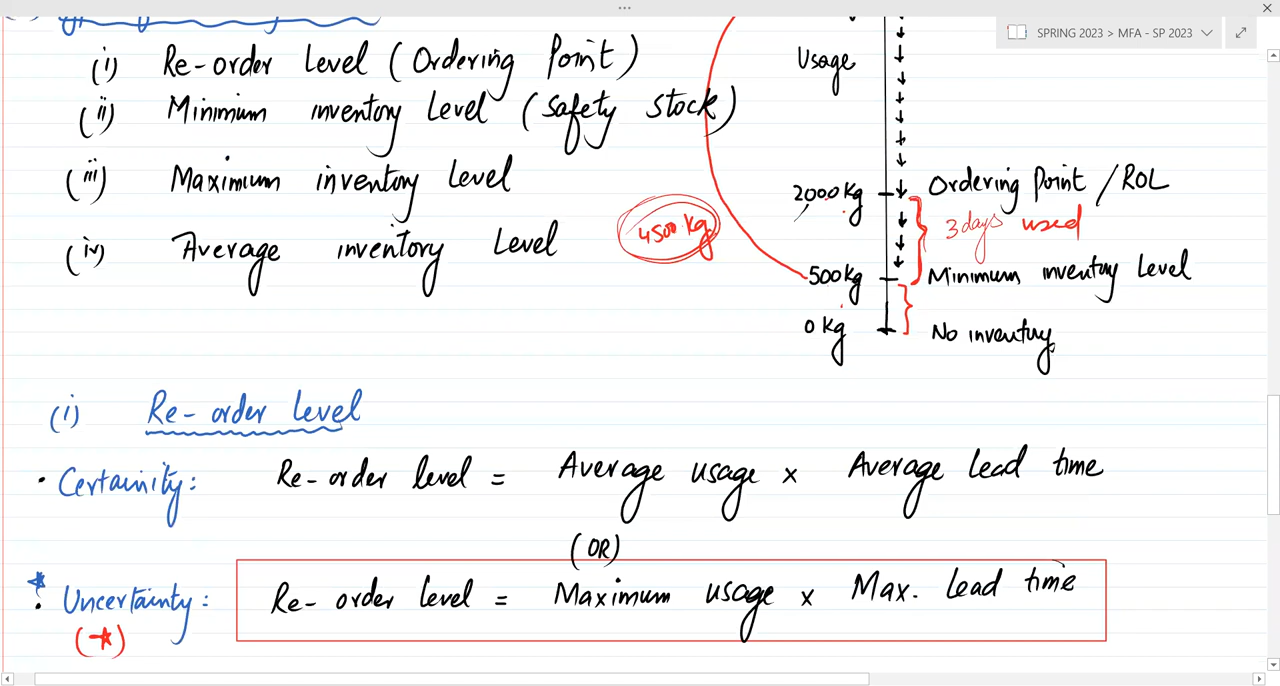 SPRING 2023 > MFA - SP 2023
(i) Re-order Level (Ordering Point)
(ii) Minimum inventory Level (safety stock)
(iii) Maximum inventory Level
(iv) Average inventory Level
4500 kg
Usage
2000 Kg Ordering Point / ROL
3 days used
500 Kg Minimum inventory Level
0 Kg No inventory
(i) Re-order level
• Certainity: Re-order level = Average usage x Average Lead time
(OR)
Uncertainty: Re-order level = Maximum usage x Max. Lead time